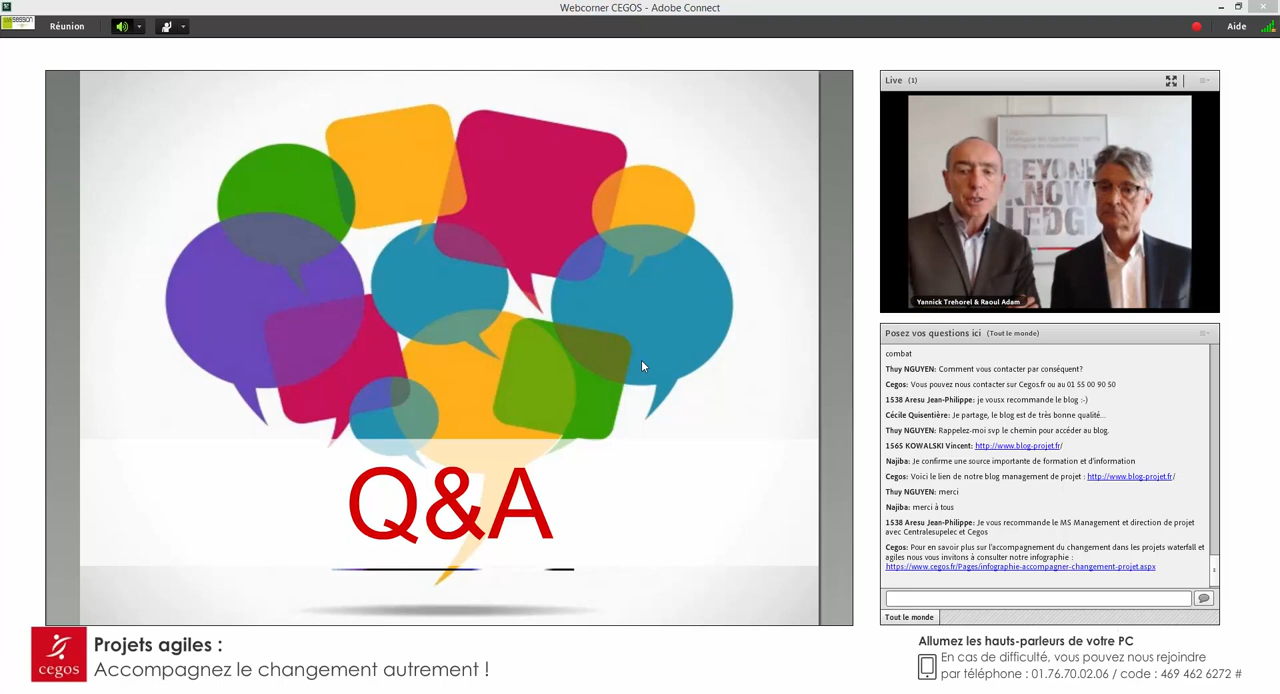 Webcorner CEGOS - Adobe Connect
Réunion
Aide
Q&A
Live (1)
BEYOND
KNOW
LEDGE
Yannick Trehorel & Raoul Adam
Posez vos questions ici (Tout le monde)
combat
Thuy NGUYEN: Comment vous contacter par conséquent?
Cegos: Vous pouvez nous contacter sur Cegos.fr ou au 01 55 00 90 50
1538 Aresu Jean-Philippe: je vousx recommande le blog :-)
Cécile Quisentière: Je partage, le blog est de très bonne qualité...
Thuy NGUYEN: Rappelez-moi svp le chemin pour accéder au blog.
1565 KOWALSKI Vincent: http://www.blog-projet.fr/
Najiba: Je confirme une source importante de formation et d'information
Cegos: Voici le lien de notre blog management de projet : http://www.blog-projet.fr/
Thuy NGUYEN: merci
Najiba: merci à tous
1538 Aresu Jean-Philippe: Je vous recommande le MS Management et direction de projet
avec Centralesupelec et Cegos
Cegos: Pour en savoir plus sur l'accompagnement du changement dans les projets waterfall et
agiles nous vous invitons à consulter notre infographie :
https://www.cegos.fr/Pages/infographie-accompagner-changement-projet.aspx
Tout le monde
cegos
Projets agiles :
Accompagnez le changement autrement !
Allumez les hauts-parleurs de votre PC
En cas de difficulté, vous pouvez nous rejoindre
par téléphone : 01.76.70.02.06 / code : 469 462 6272 #